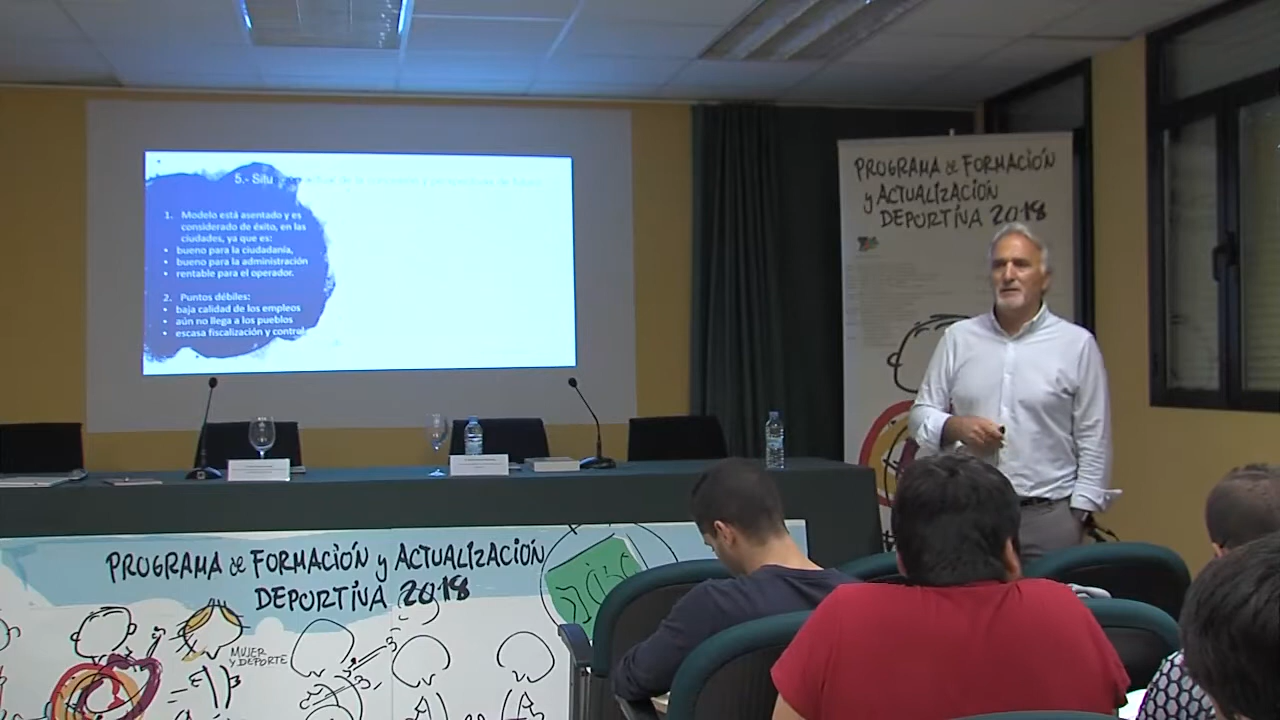 5.- Situ
1. Modelo está asentado y es
considerado de éxito, en las
ciudades, ya que es:
• bueno para la ciudadanía,
• bueno para la administración
• rentable para el operador.
2. Puntos débiles:
• baja calidad de los empleos
• aún no llega a los pueblos
• escasa fiscalización y control
PROGRAMA DE FORMACIÓN
y ACTUALIZACIÓN
DEPORTIVA 2018
PROGRAMA DE FORMACIÓN y ACTUALIZACIÓN
DEPORTIVA 2018
MUJER
Y DEPORTE